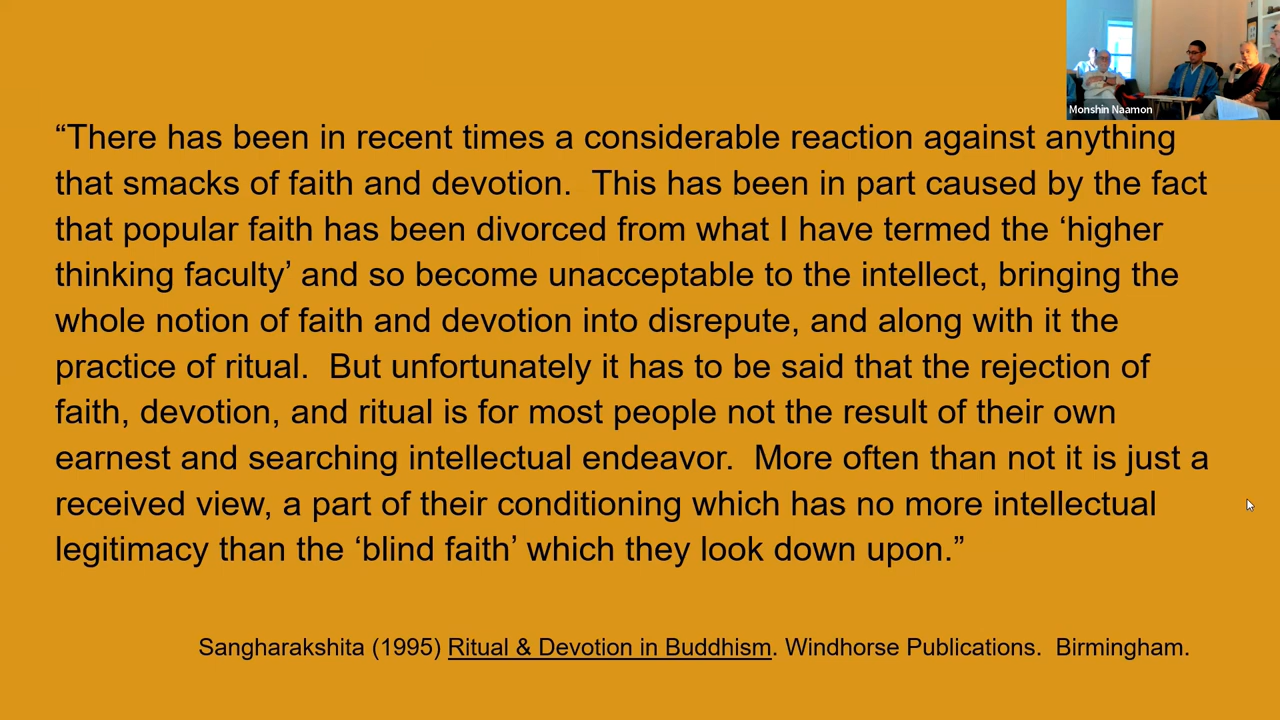 Monshin Naamon
“There has been in recent times a considerable reaction against anything
that smacks of faith and devotion.  This has been in part caused by the fact
that popular faith has been divorced from what I have termed the ‘higher
thinking faculty’ and so become unacceptable to the intellect, bringing the
whole notion of faith and devotion into disrepute, and along with it the
practice of ritual.  But unfortunately it has to be said that the rejection of
faith, devotion, and ritual is for most people not the result of their own
earnest and searching intellectual endeavor.  More often than not it is just a
received view, a part of their conditioning which has no more intellectual
legitimacy than the ‘blind faith’ which they look down upon.”
Sangharakshita (1995) Ritual & Devotion in Buddhism. Windhorse Publications.  Birmingham.